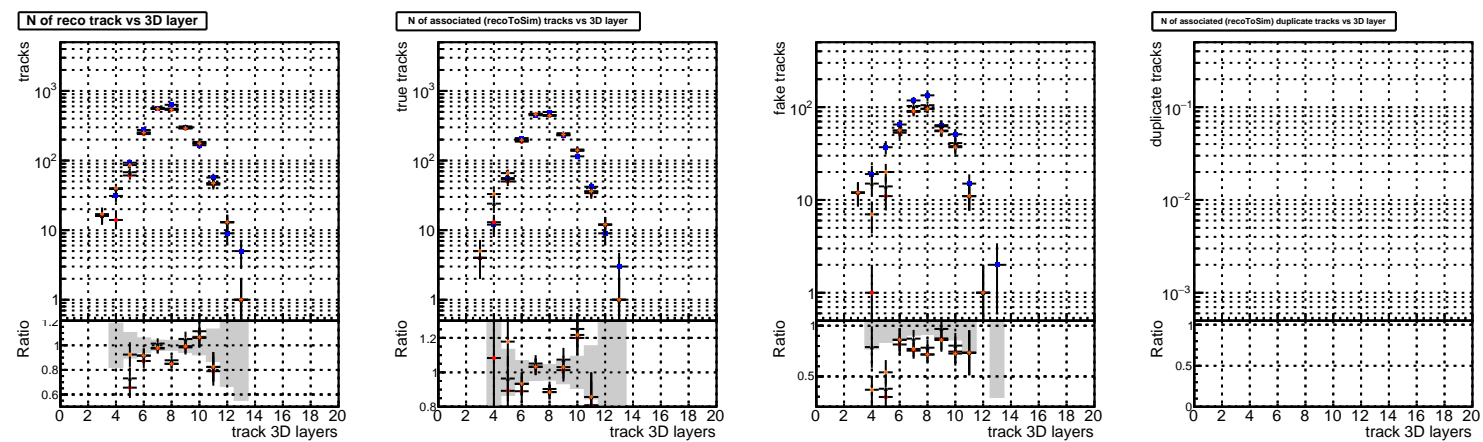 N of reco track vs 3D layer
tracks
10³
10²
10
1
Ratio
1.2
1
0.8
0.6
0 2 4 6 8 10 12 14 16 18 20
track 3D layers
N of associated (recoToSim) tracks vs 3D layer
true tracks
10³
10²
10
1
Ratio
1.2
1
0.8
0 2 4 6 8 10 12 14 16 18 20
track 3D layers
fake tracks
10²
10
1
Ratio
1
0.5
0 2 4 6 8 10 12 14 16 18 20
track 3D layers
N of associated (recoToSim) duplicate tracks vs 3D layer
duplicate tracks
10⁻¹
10⁻²
10⁻³
Ratio
1
0.5
0
0 2 4 6 8 10 12 14 16 18 20
track 3D layers